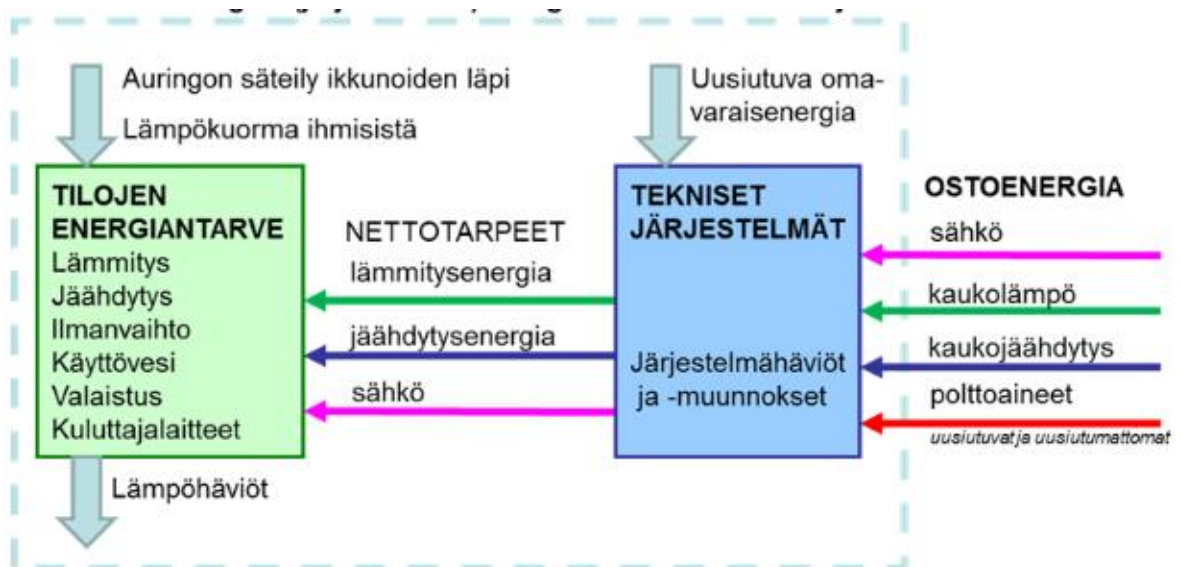 Auringon säteily ikkunoiden läpi
Lämpökuorma ihmisistä
Uusiutuva oma-
varaisenergia
TILOJEN
ENERGIANTARVE
Lämmitys
Jäähdytys
Ilmanvaihto
Käyttövesi
Valaistus
Kuluttajalaitteet
NETTOTARPEET
lämmitysenergia
jäähdytysenergia
sähkö
TEKNISET
JÄRJESTELMÄT
Järjestelmähäviöt
ja -muunnokset
OSTOENERGIA
sähkö
kaukolämpö
kaukojäähdytys
polttoaineet
uusiutuvat ja uusiutumattomat
Lämpöhäviöt